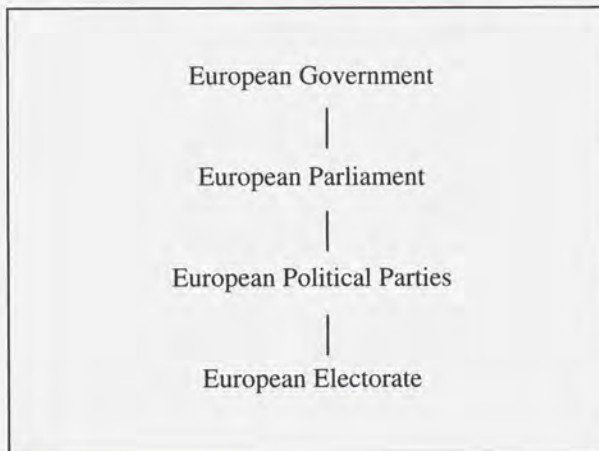 European Government
European Parliament
European Political Parties
European Electorate